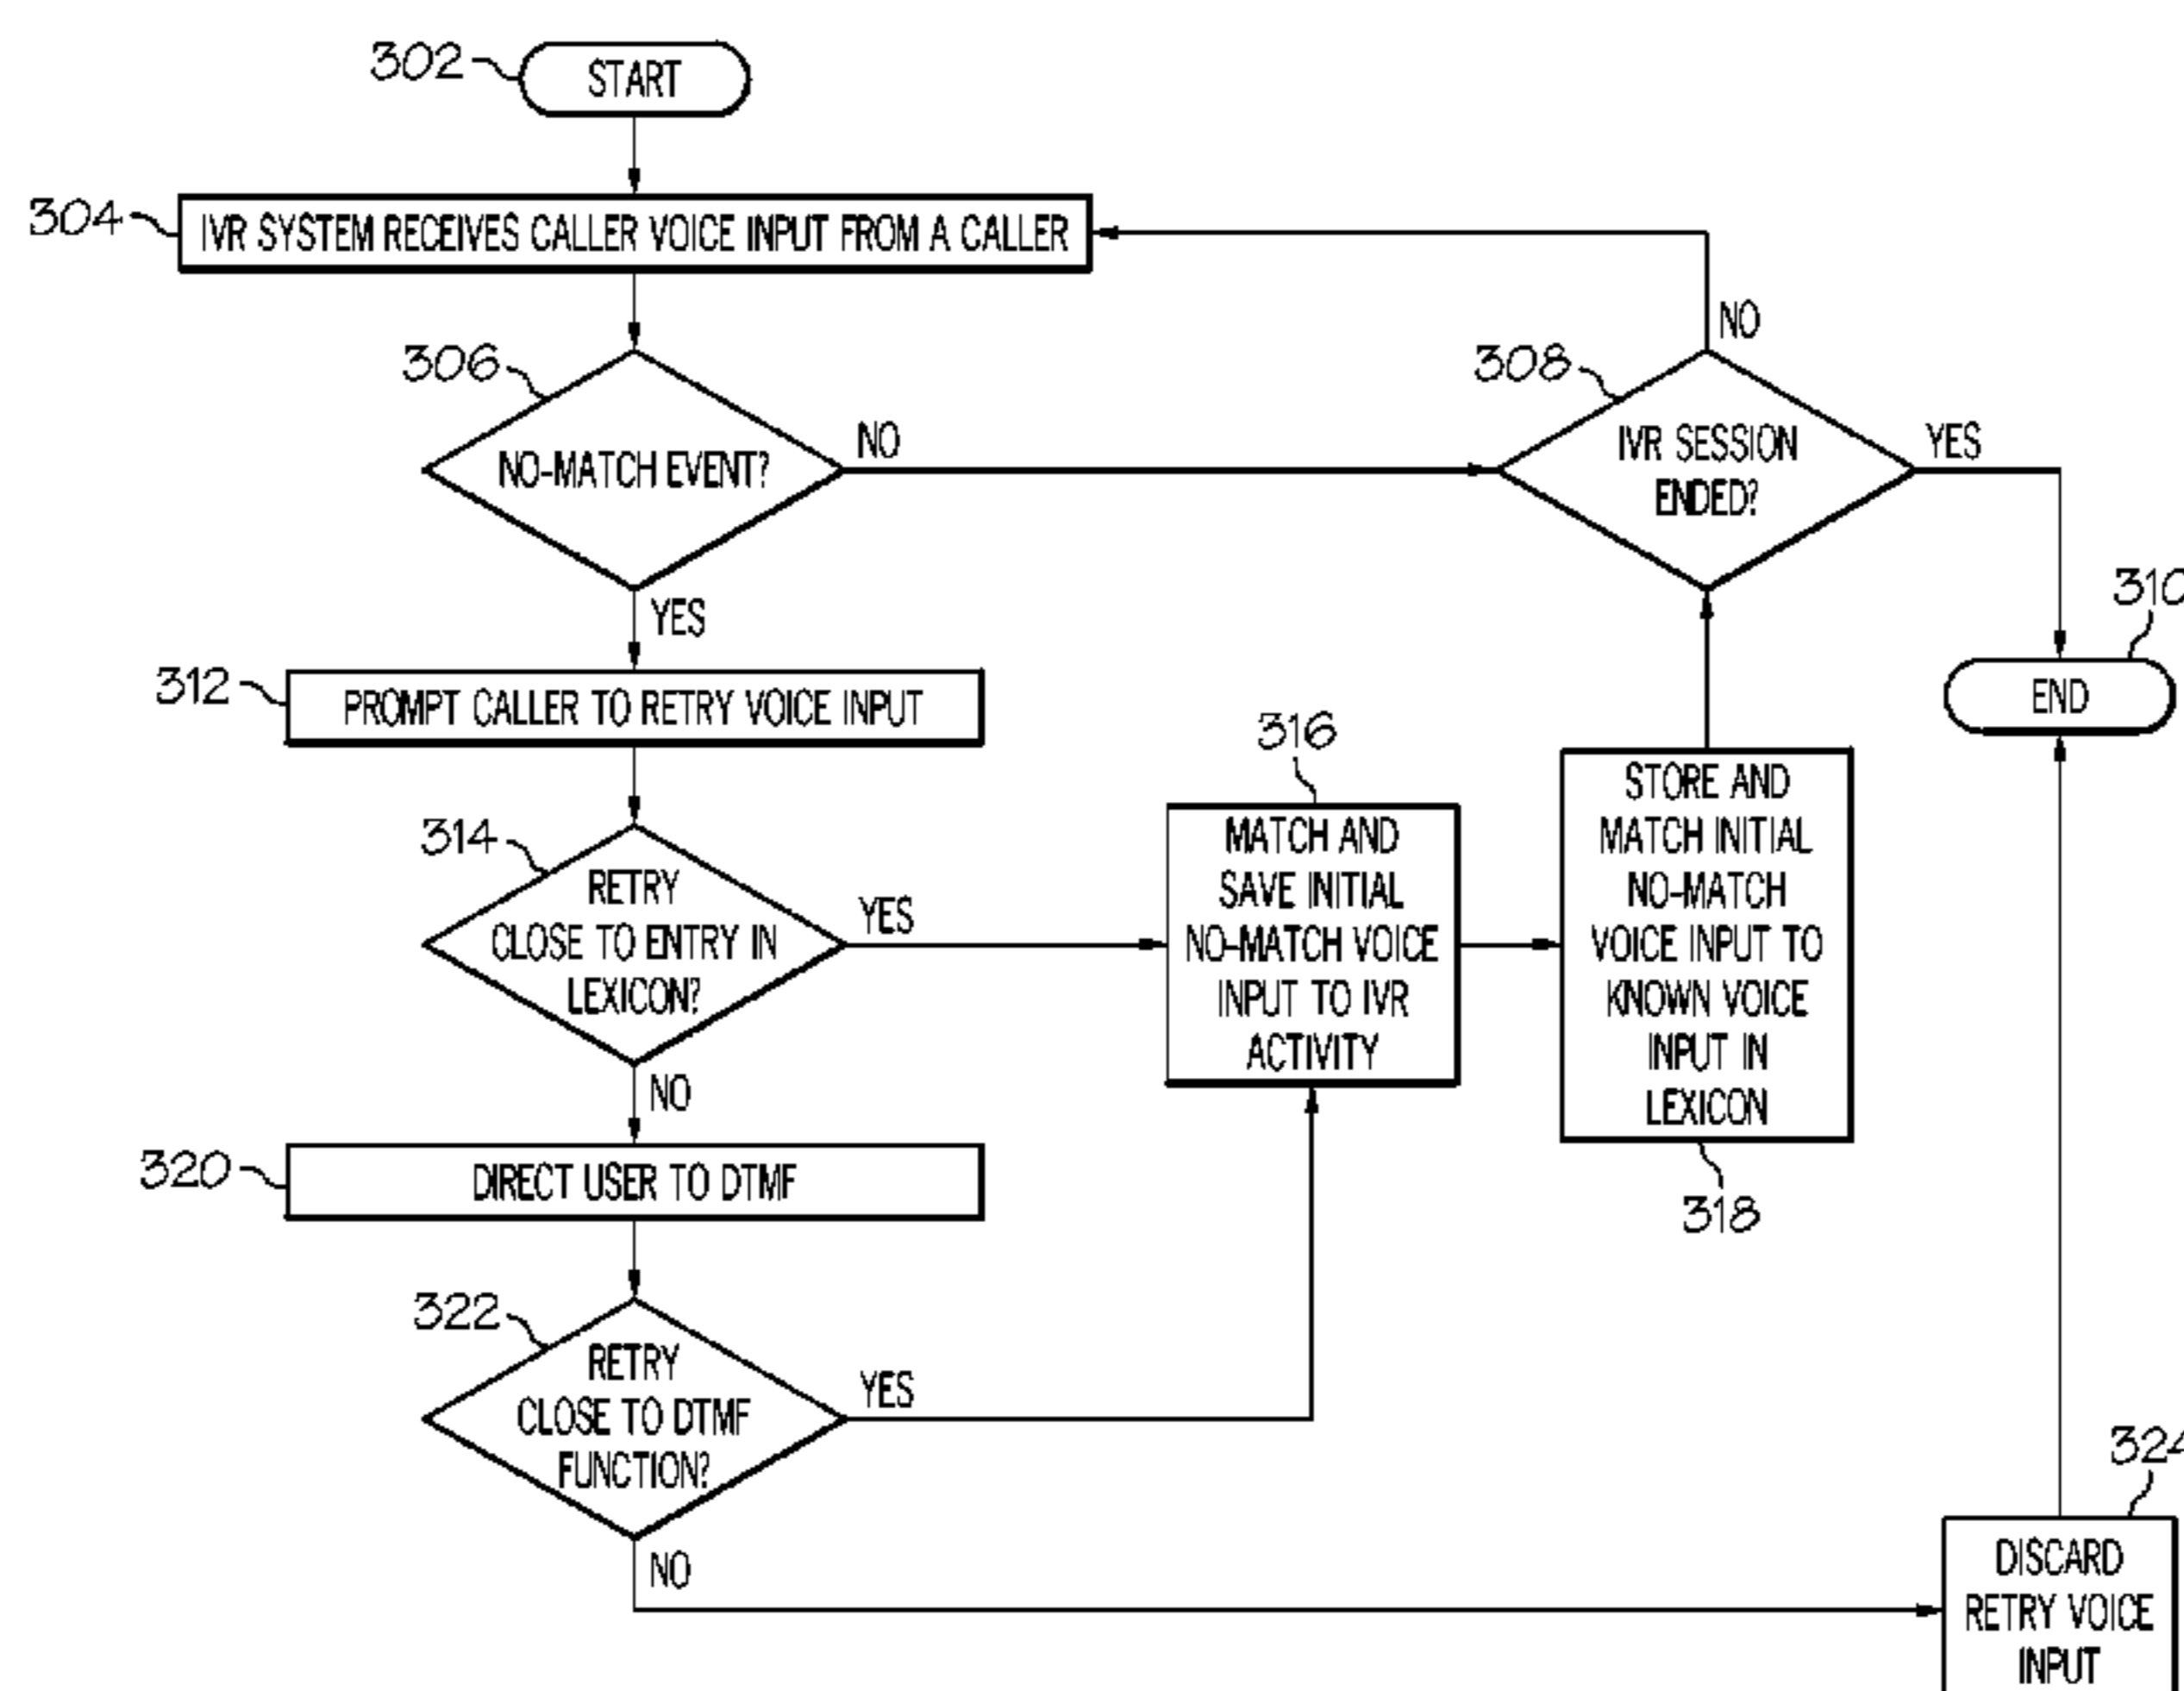 302
START
304
IVR SYSTEM RECEIVES CALLER VOICE INPUT FROM A CALLER
306
NO-MATCH EVENT?
NO
YES
308
IVR SESSION
ENDED?
NO
YES
310
END
312
PROMPT CALLER TO RETRY VOICE INPUT
314
RETRY
CLOSE TO ENTRY IN
LEXICON?
YES
NO
316
MATCH AND
SAVE INITIAL
NO-MATCH VOICE
INPUT TO IVR
ACTIVITY
STORE AND
MATCH INITIAL
NO-MATCH
VOICE INPUT TO
KNOWN VOICE
INPUT IN
LEXICON
318
320
DIRECT USER TO DTMF
322
RETRY
CLOSE TO DTMF
FUNCTION?
YES
NO
324
DISCARD
RETRY VOICE
INPUT